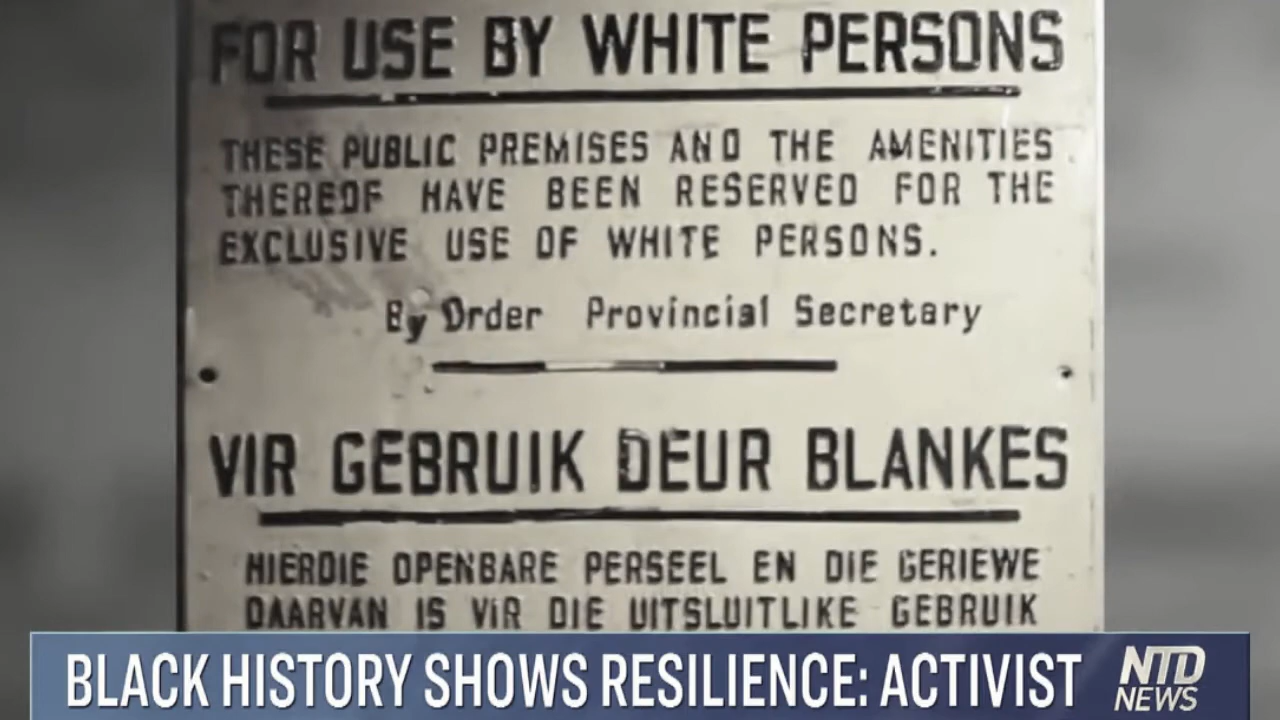 FOR USE BY WHITE PERSONS
THESE PUBLIC PREMISES AND THE AMENITIES
THEREOF HAVE BEEN RESERVED FOR THE
EXCLUSIVE USE OF WHITE PERSONS.
By Order Provincial Secretary
VIR GEBRUIK DEUR BLANKES
HIERDIE OPENBARE PERSEEL EN DIE GERIEWE
DAARVAN IS VIR DIE UITSLUITLIKE GEBRUIK
BLACK HISTORY SHOWS RESILIENCE: ACTIVIST
NTD
NEWS